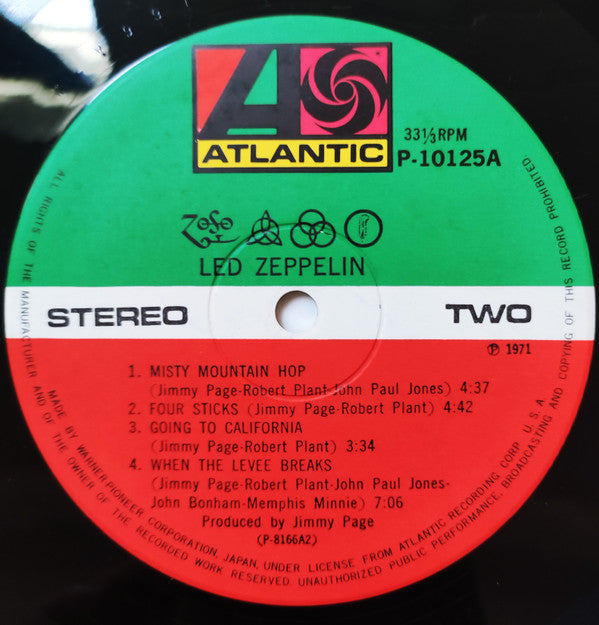 ATLANTIC
33⅓RPM
P-10125A
LED ZEPPELIN
STEREO
TWO
℗ 1971
1. MISTY MOUNTAIN HOP
(Jimmy Page-Robert Plant-John Paul Jones) 4:37
2. FOUR STICKS (Jimmy Page-Robert Plant) 4:42
3. GOING TO CALIFORNIA
(Jimmy Page-Robert Plant) 3:34
4. WHEN THE LEVEE BREAKS
(Jimmy Page-Robert Plant-John Paul Jones-
John Bonham-Memphis Minnie) 7:06
Produced by Jimmy Page
(P-8166A2)
MADE BY WARNER-PIONEER CORPORATION, JAPAN, UNDER LICENSE FROM ATLANTIC RECORDING CORP. U. S. A.
ALL RIGHTS OF THE MANUFACTURER AND OF THE OWNER OF THE RECORDED WORK RESERVED. UNAUTHORIZED PUBLIC PERFORMANCE, BROADCASTING AND COPYING OF THIS RECORD PROHIBITED.